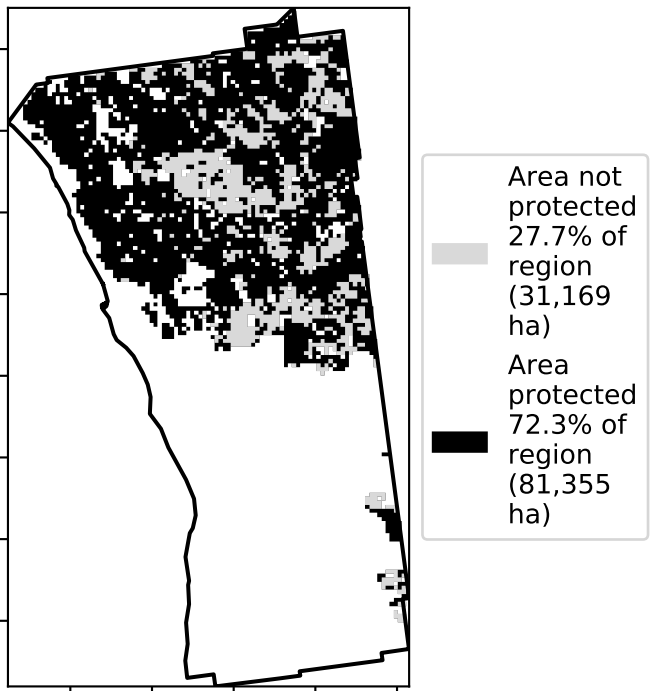 Area not
protected
27.7% of
region
(31,169
ha)
Area
protected
72.3% of
region
(81,355
ha)